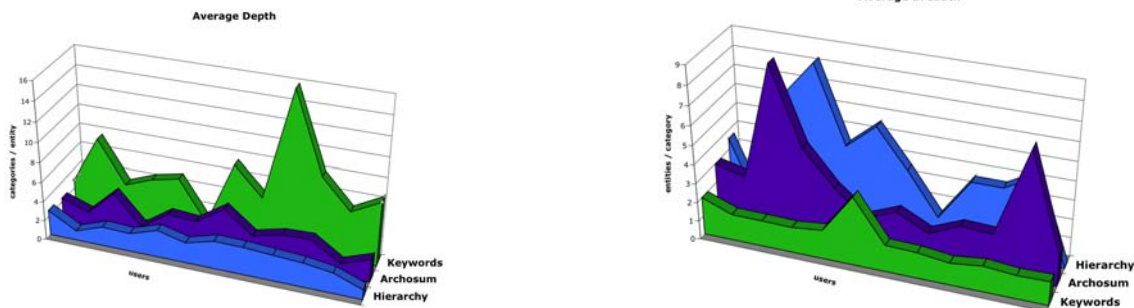 Average Depth
categories / entity
16
14
12
10
8
6
4
2
0
users
Keywords
Archosum
Hierarchy
entities / category
9
8
7
6
5
4
3
2
1
0
users
Hierarchy
Archosum
Keywords